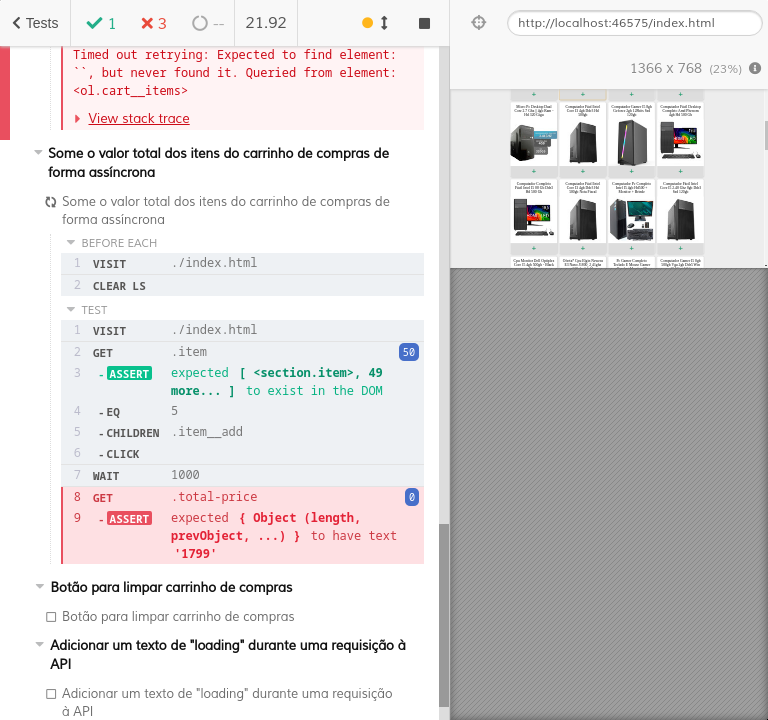 Tests
1
3
--
21.92
http://localhost:46575/index.html
1366 x 768 (23%)
Timed out retrying: Expected to find element:
``, but never found it. Queried from element:
<ol.cart__items>
View stack trace
Some o valor total dos itens do carrinho de compras de
forma assíncrona
Some o valor total dos itens do carrinho de compras de
forma assíncrona
BEFORE EACH
1 VISIT ./index.html
2 CLEAR LS
TEST
1 VISIT ./index.html
2 GET .item 50
3 - ASSERT expected [ <section.item>, 49
more... ] to exist in the DOM
4 - EQ 5
5 - CHILDREN .item__add
6 - CLICK
7 WAIT 1000
8 GET .total-price 0
9 - ASSERT expected { Object (length,
prevObject, ...) } to have text
'1799'
Botão para limpar carrinho de compras
Botão para limpar carrinho de compras
Adicionar um texto de "loading" durante uma requisição à
API
Adicionar um texto de "loading" durante uma requisição
à API